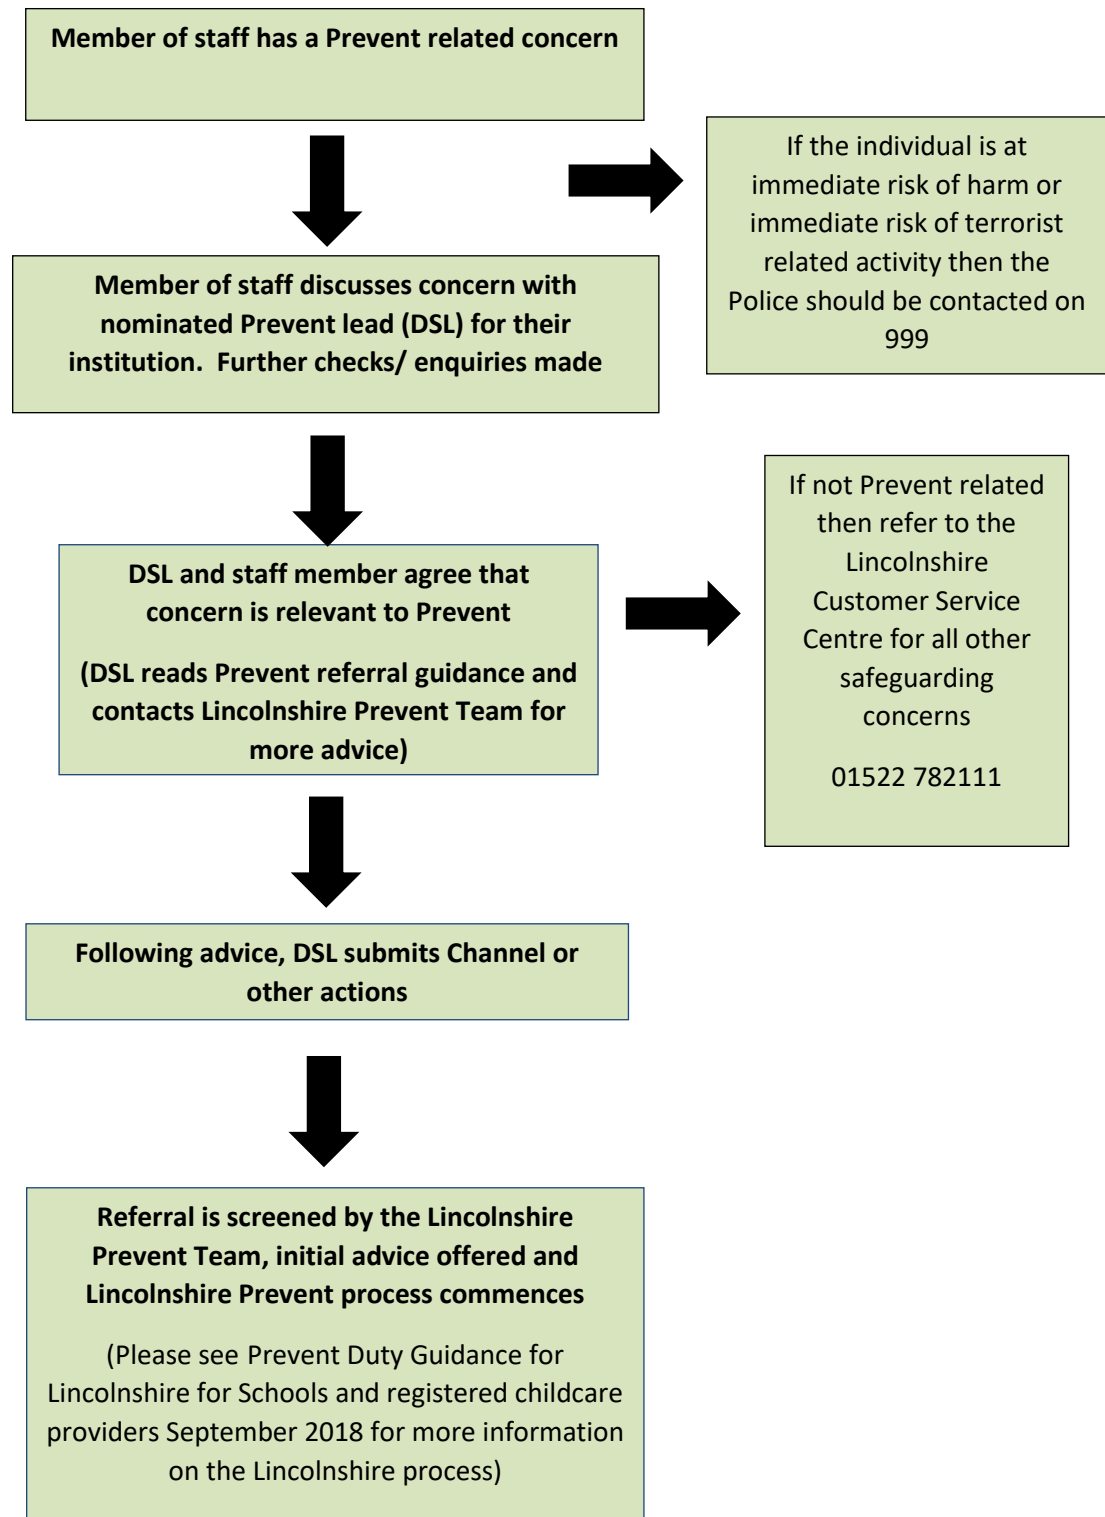 Member of staff has a Prevent related concern
If the individual is at
immediate risk of harm or
immediate risk of terrorist
related activity then the
Police should be contacted on
999
Member of staff discusses concern with
nominated Prevent lead (DSL) for their
institution.  Further checks/ enquiries made
If not Prevent related
then refer to the
Lincolnshire
Customer Service
Centre for all other
safeguarding
concerns
01522 782111
DSL and staff member agree that
concern is relevant to Prevent
(DSL reads Prevent referral guidance and
contacts Lincolnshire Prevent Team for
more advice)
Following advice, DSL submits Channel or
other actions
Referral is screened by the Lincolnshire
Prevent Team, initial advice offered and
Lincolnshire Prevent process commences
(Please see Prevent Duty Guidance for
Lincolnshire for Schools and registered childcare
providers September 2018 for more information
on the Lincolnshire process)